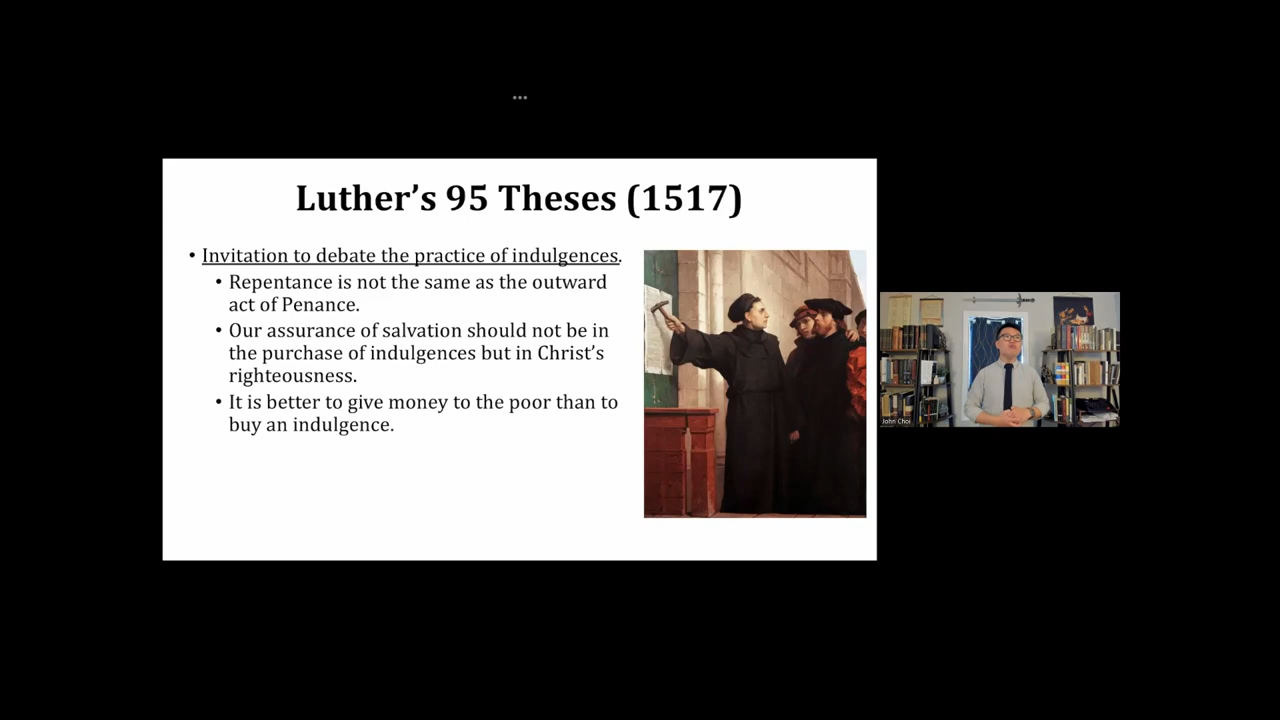 Luther’s 95 Theses (1517)
• Invitation to debate the practice of indulgences.
• Repentance is not the same as the outward
act of Penance.
• Our assurance of salvation should not be in
the purchase of indulgences but in Christ’s
righteousness.
• It is better to give money to the poor than to
buy an indulgence.
John Choi